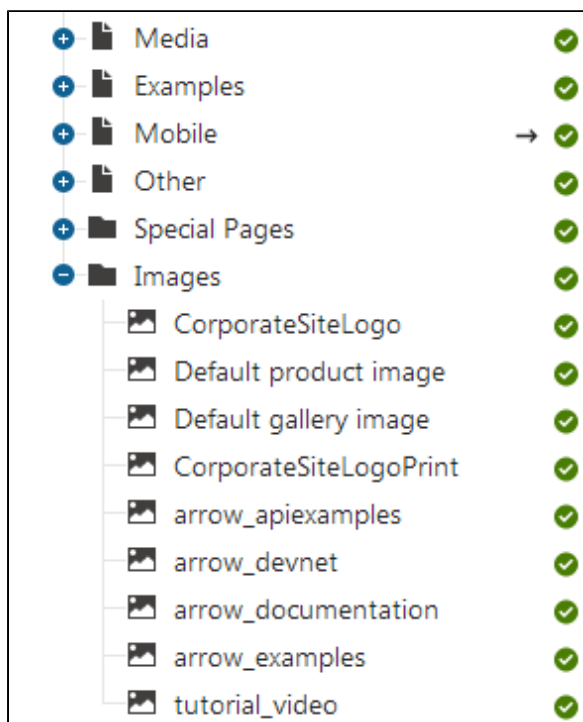 Media
Examples
Mobile
Other
Special Pages
Images
CorporateSiteLogo
Default product image
Default gallery image
CorporateSiteLogoPrint
arrow_apiexamples
arrow_devnet
arrow_documentation
arrow_examples
tutorial_video